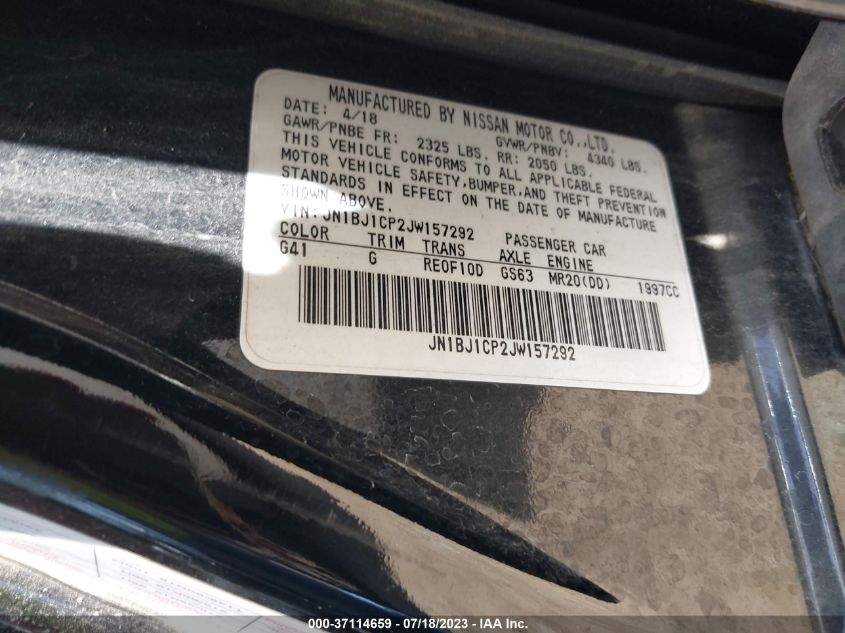 MANUFACTURED BY NISSAN MOTOR CO.,LTD.
DATE: 4/18 GVWR/PNBV: 4340 LBS.
GAWR/PNBE FR: 2325 LBS. RR: 2050 LBS.
THIS VEHICLE CONFORMS TO ALL APPLICABLE FEDERAL
MOTOR VEHICLE SAFETY,BUMPER,AND THEFT PREVENTION
STANDARDS IN EFFECT ON THE DATE OF MANUFACTURE
SHOWN ABOVE.
VIN:JN1BJ1CP2JW157292 PASSENGER CAR
COLOR TRIM TRANS AXLE ENGINE
G41 G RE0F10D GS63 MR20(DD) 1997CC
JN1BJ1CP2JW157292
000-37114659 - 07/18/2023 - IAA Inc.